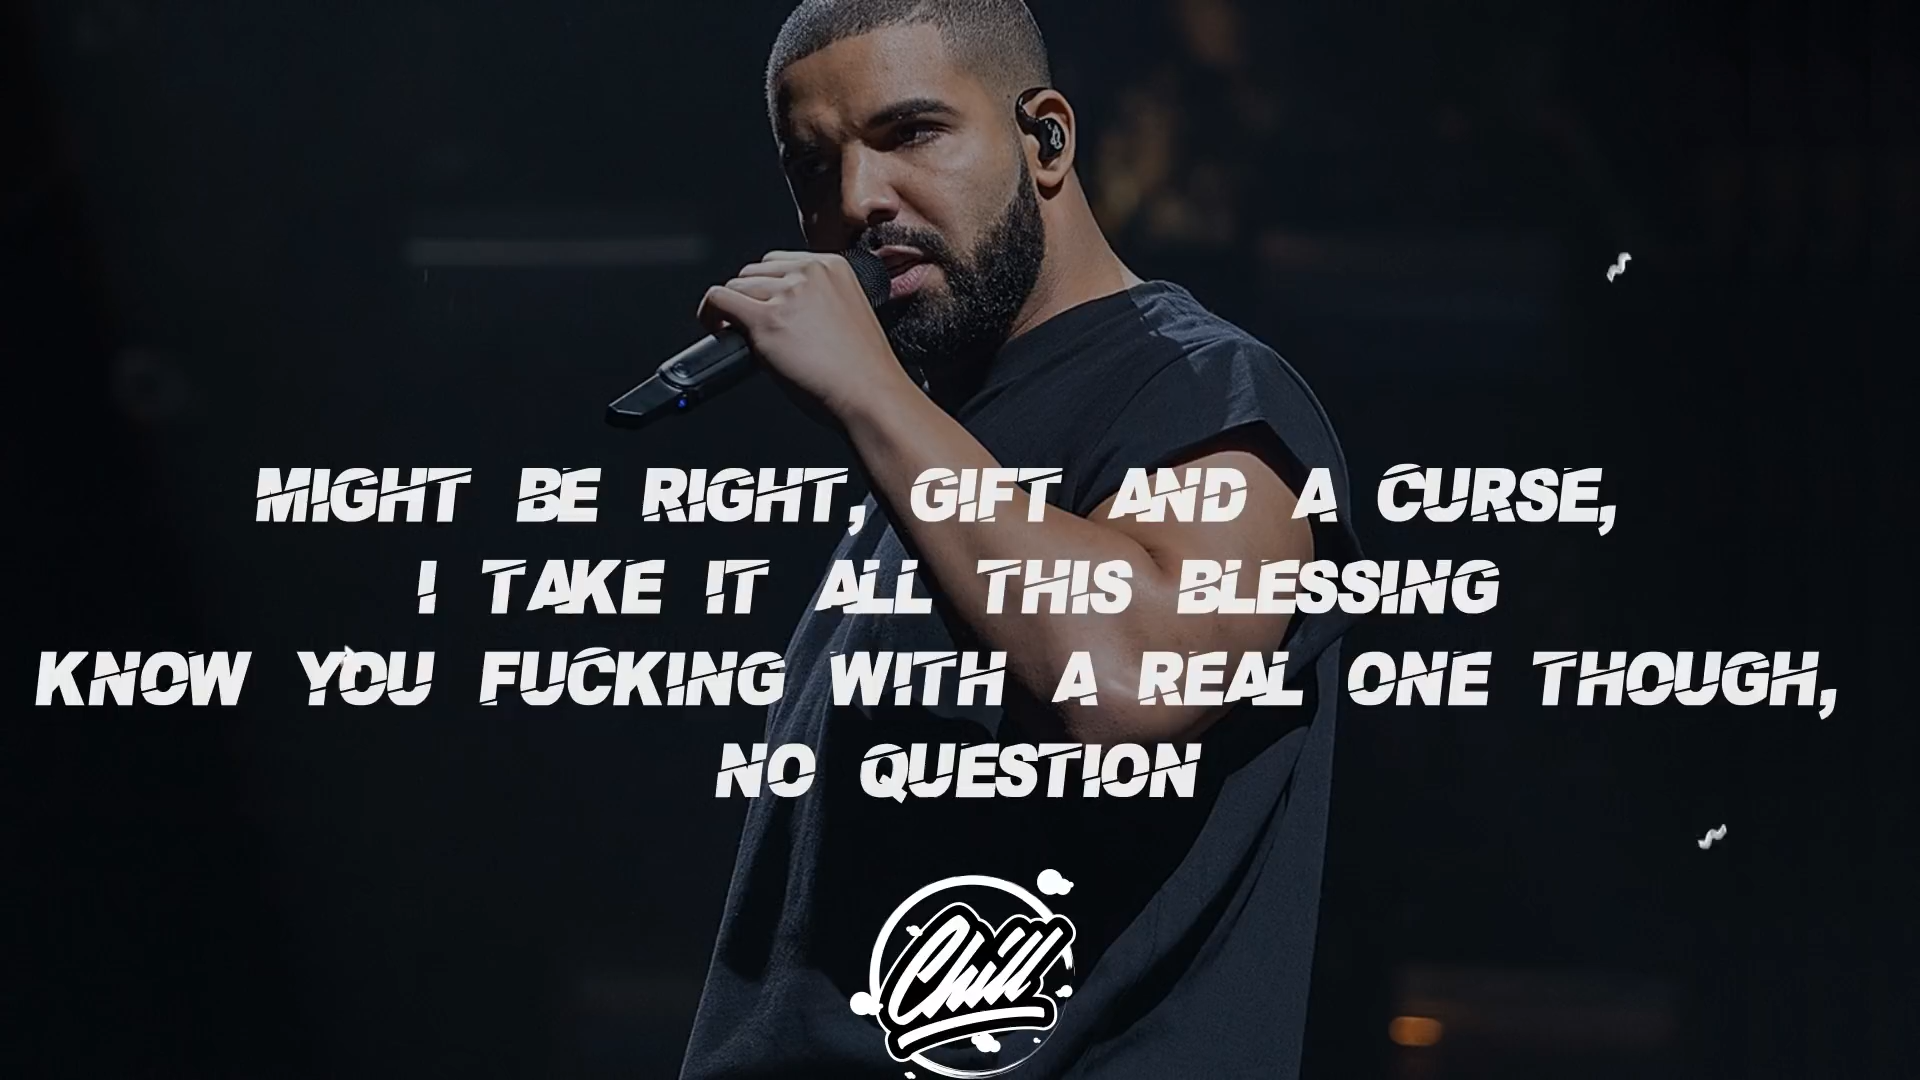 MIGHT BE RIGHT, GIFT AND A CURSE,
I TAKE IT ALL THIS BLESSING
KNOW YOU FUCKING WITH A REAL ONE THOUGH,
NO QUESTION
Chill